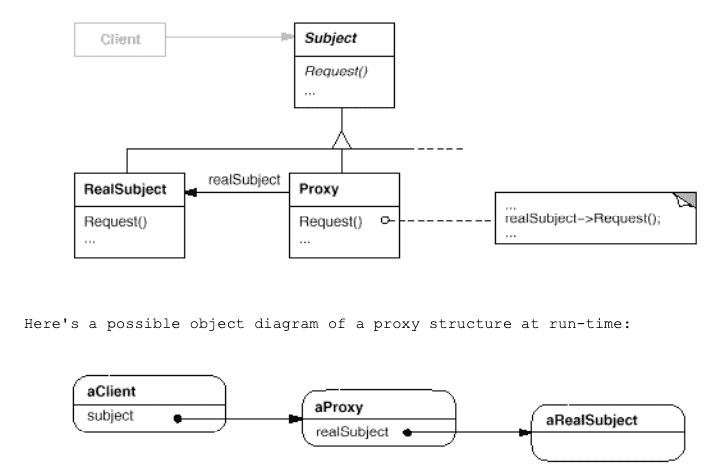 Client
Subject
Request()
...
realSubject
RealSubject
Request()
...
Proxy
Request()
...
...
realSubject->Request();
...
Here's a possible object diagram of a proxy structure at run-time:
aClient
subject
aProxy
realSubject
aRealSubject